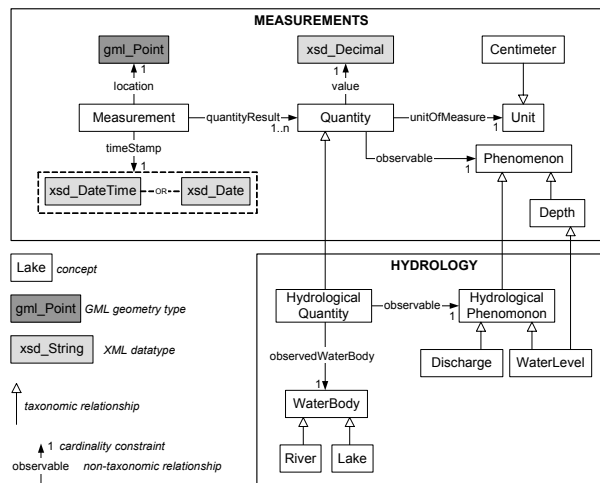 MEASUREMENTS
gml_Point
xsd_Decimal
Centimeter
1
1
location
value
Measurement
quantityResult
1..n
Quantity
unitOfMeasure
1
Unit
timeStamp
1
observable
1
Phenomenon
xsd_DateTime
OR
xsd_Date
Depth
HYDROLOGY
Lake
concept
gml_Point
GML geometry type
xsd_String
XML datatype
taxonomic relationship
1
cardinality constraint
observable
non-taxonomic relationship
Hydrological
Quantity
observable
1
Hydrological
Phenomonon
observedWaterBody
1
Discharge
WaterLevel
WaterBody
River
Lake